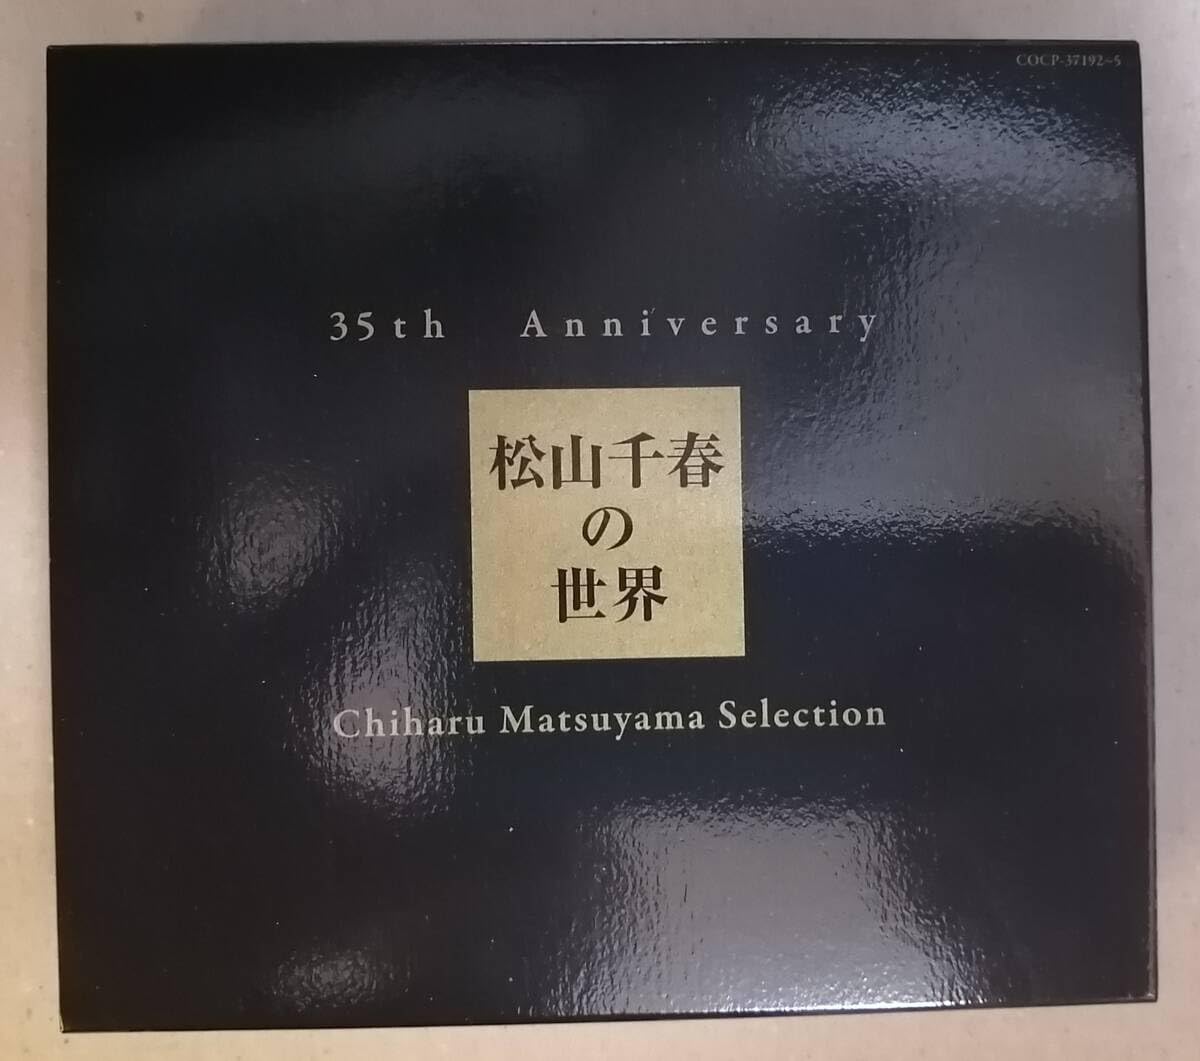 COCP-37192~5
35th Anniversary
松山千春
の
世界
Chiharu Matsuyama Selection